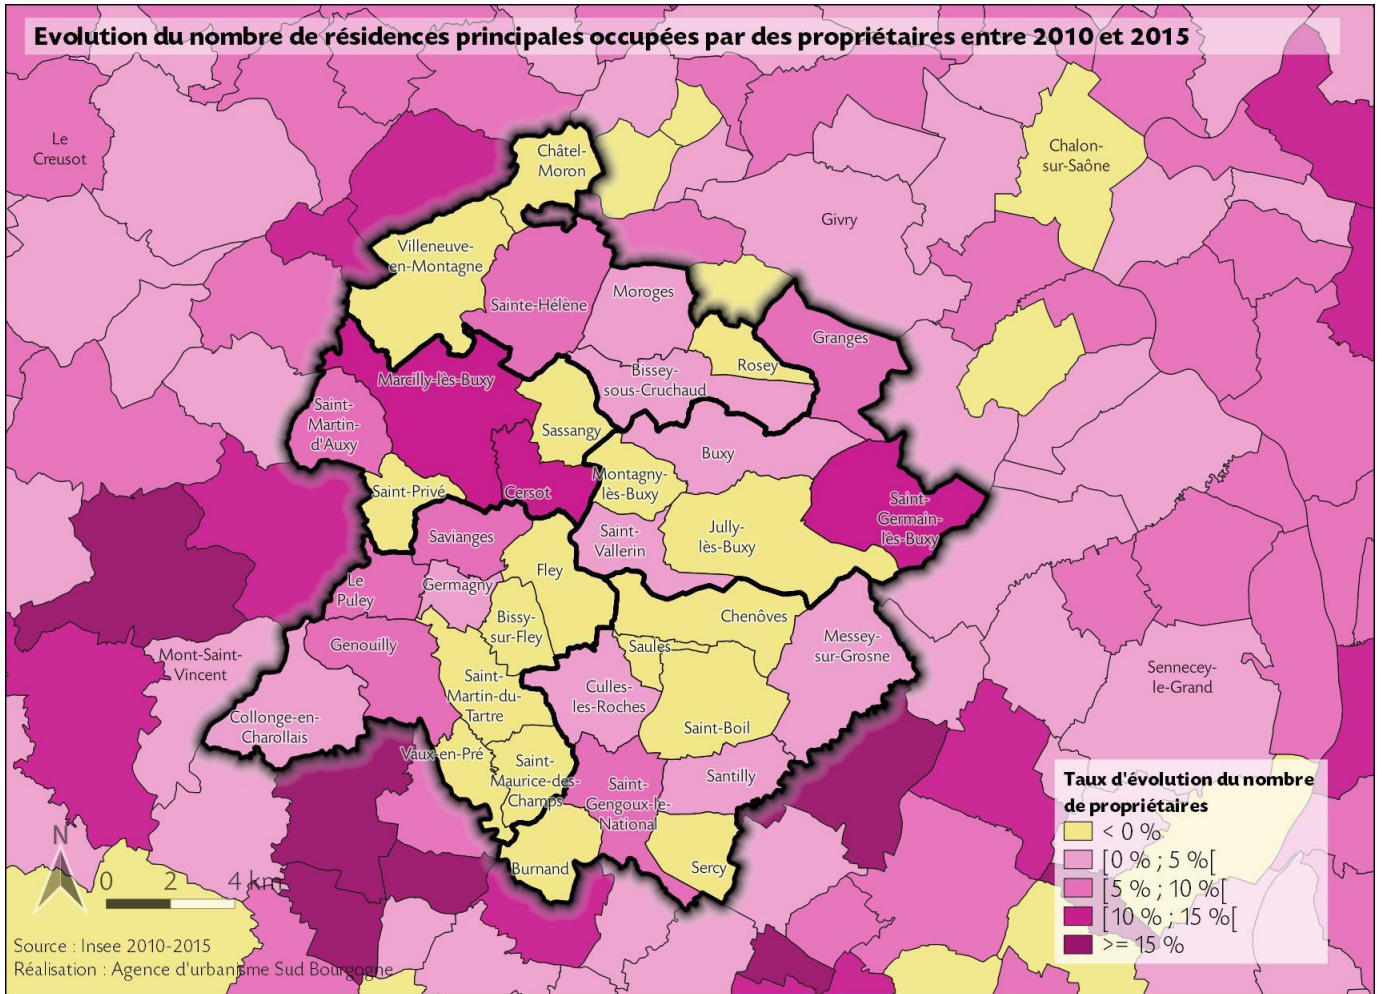 Evolution du nombre de résidences principales occupées par des propriétaires entre 2010 et 2015
Le
Creusot
Châtel-
Moron
Chalon-
sur-Saône
Givry
Villeneuve-
en-Montagne
Sainte-Hélène
Moroges
Granges
Rosey
Bissey-
sous-Cruchaud
Marcilly-lès-Buxy
Saint-
Martin-
d'Auxy
Sassangy
Buxy
Montagny-
lès-Buxy
Saint-Privé
Cersot
Saint-
Germain-
lès-Buxy
Jully-
lès-Buxy
Saint-
Vallerin
Savianges
Fley
Le
Puley
Germagny
Bissy-
sur-Fley
Chenôves
Messey-
sur-Grosne
Genouilly
Saules
Mont-Saint-
Vincent
Sennecey-
le-Grand
Saint-
Martin-du-
Tartre
Culles-
les-Roches
Collonge-en-
Charollais
Saint-Boil
Vaux-en-Pré
Saint-
Maurice-des-
Champs
Saint-
Gengoux-le-
National
Santilly
Burnand
Sercy
Taux d'évolution du nombre
de propriétaires
< 0 %
[0 % ; 5 %[
[5 % ; 10 %[
[10 % ; 15 %[
>= 15 %
N
0 2 4 km
Source : Insee 2010-2015
Réalisation : Agence d'urbanisme Sud Bourgogne